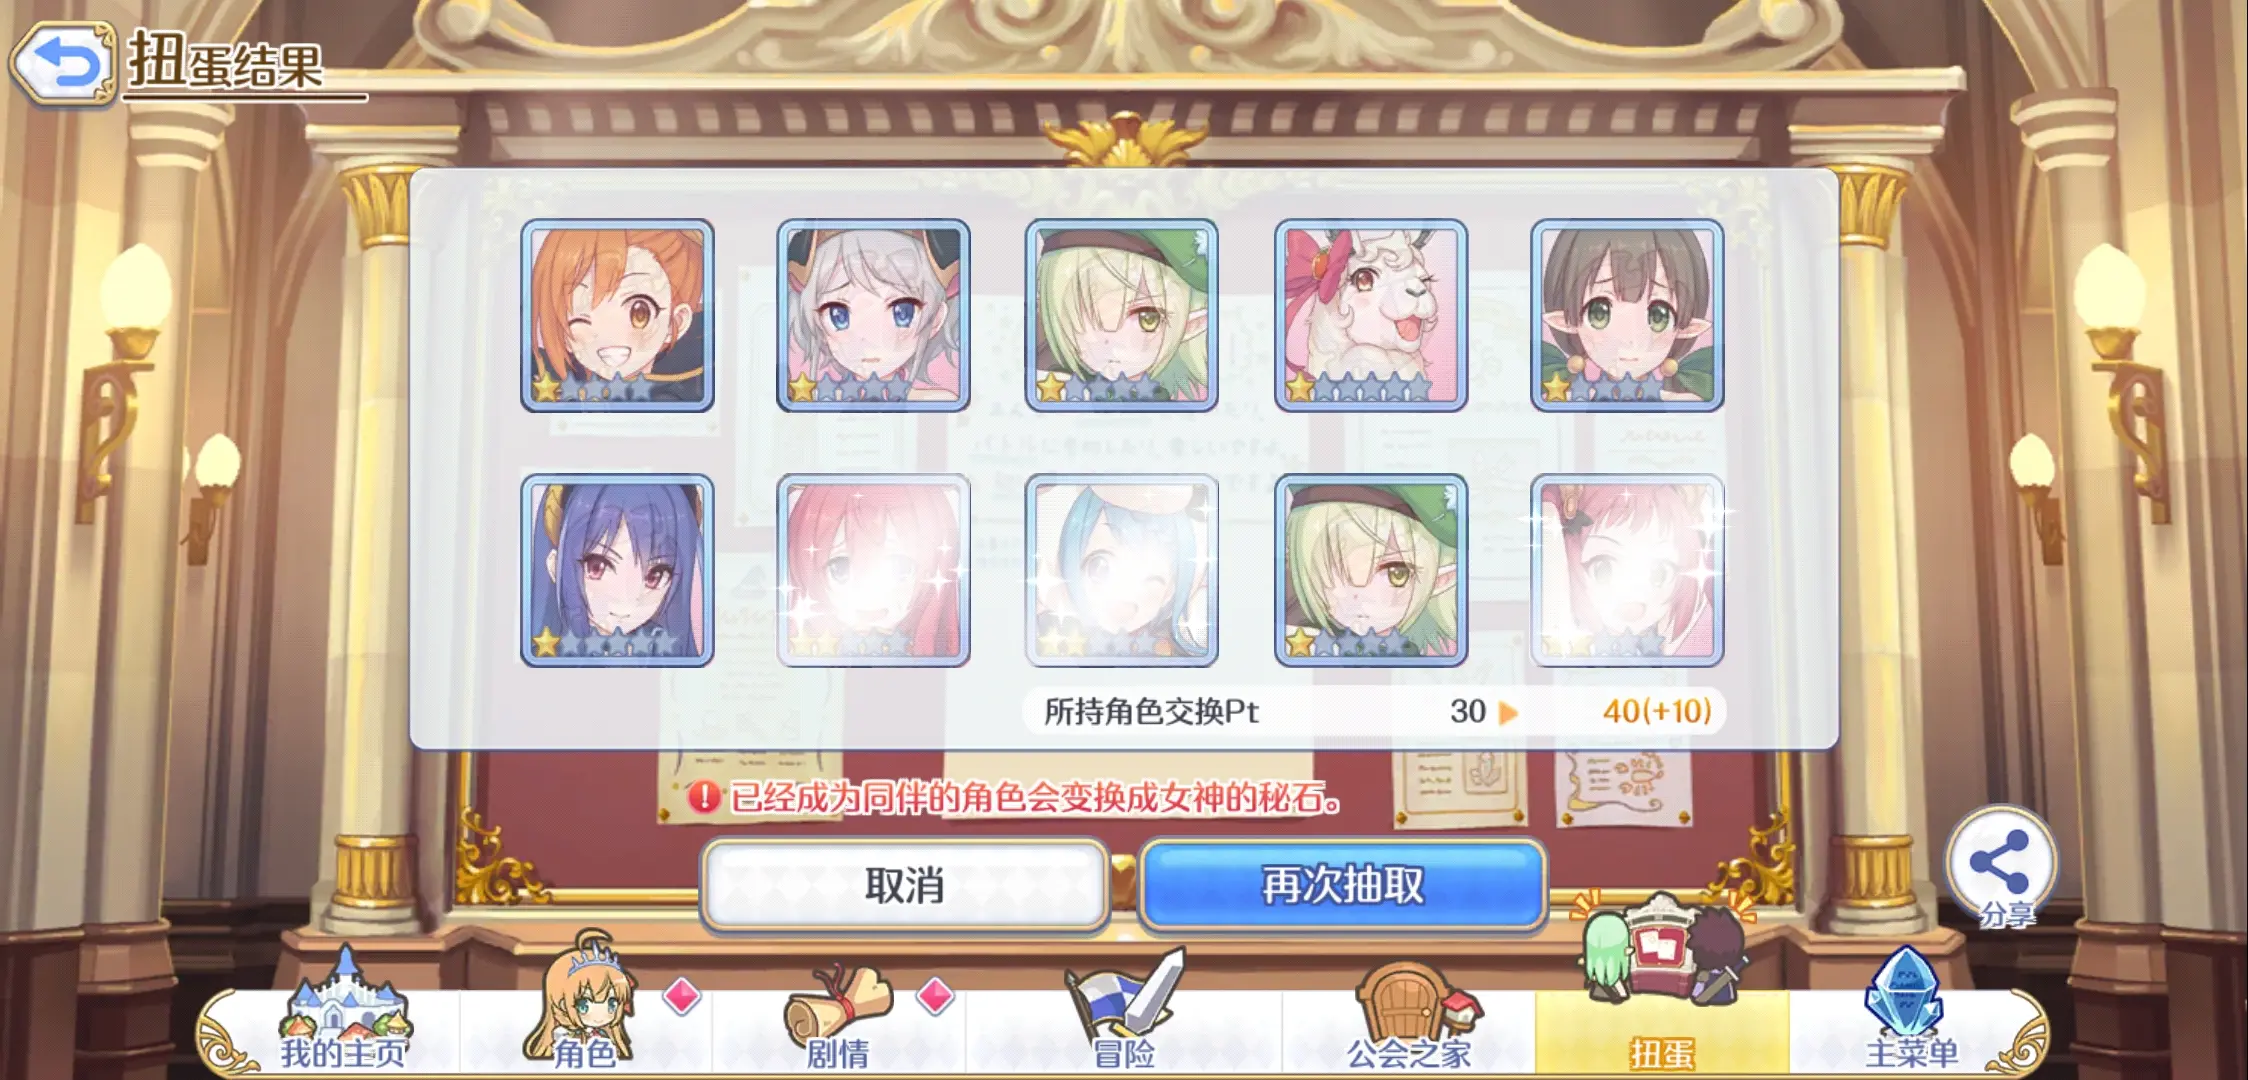 扭蛋结果
所持角色交换Pt 30 40(+10)
已经成为同伴的角色会变换成女神的秘石。
取消
再次抽取
分享
我的主页
角色
剧情
冒险
公会之家
扭蛋
主菜单